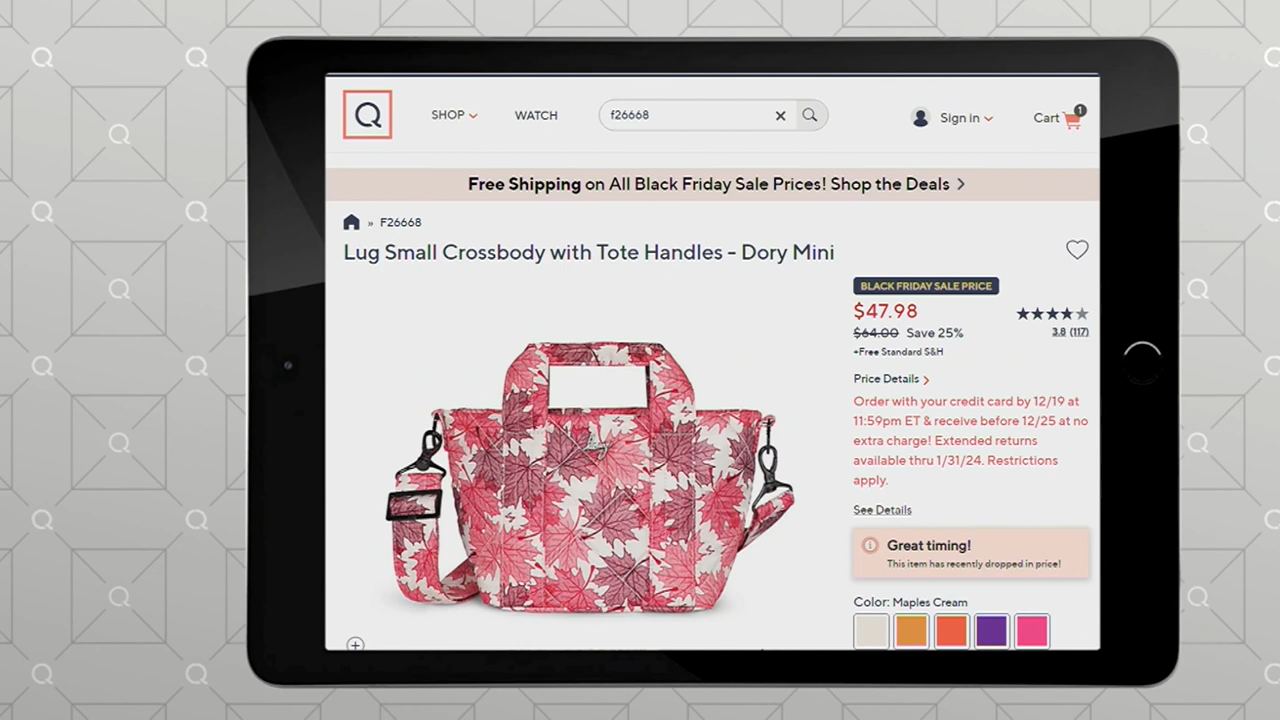 Q
SHOP
WATCH
f26668
Sign in
Cart
1
Free Shipping on All Black Friday Sale Prices! Shop the Deals
» F26668
Lug Small Crossbody with Tote Handles - Dory Mini
BLACK FRIDAY SALE PRICE
$47.98
$64.00 Save 25%
3.8 (117)
+Free Standard S&H
Price Details
Order with your credit card by 12/19 at
11:59pm ET & receive before 12/25 at no
extra charge! Extended returns
available thru 1/31/24. Restrictions
apply.
See Details
Great timing!
This item has recently dropped in price!
Color: Maples Cream